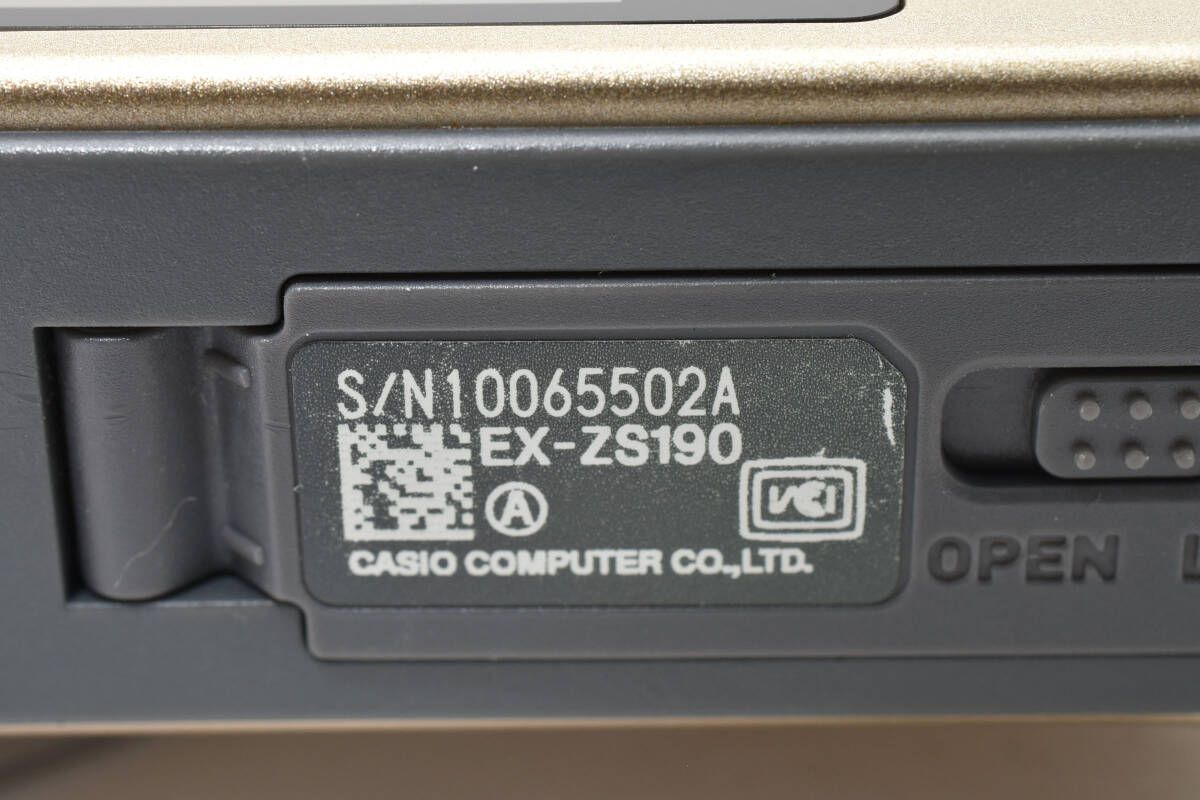 S/N10065502A
EX-ZS190
A
VCI
CASIO COMPUTER CO.,LTD.
OPEN L